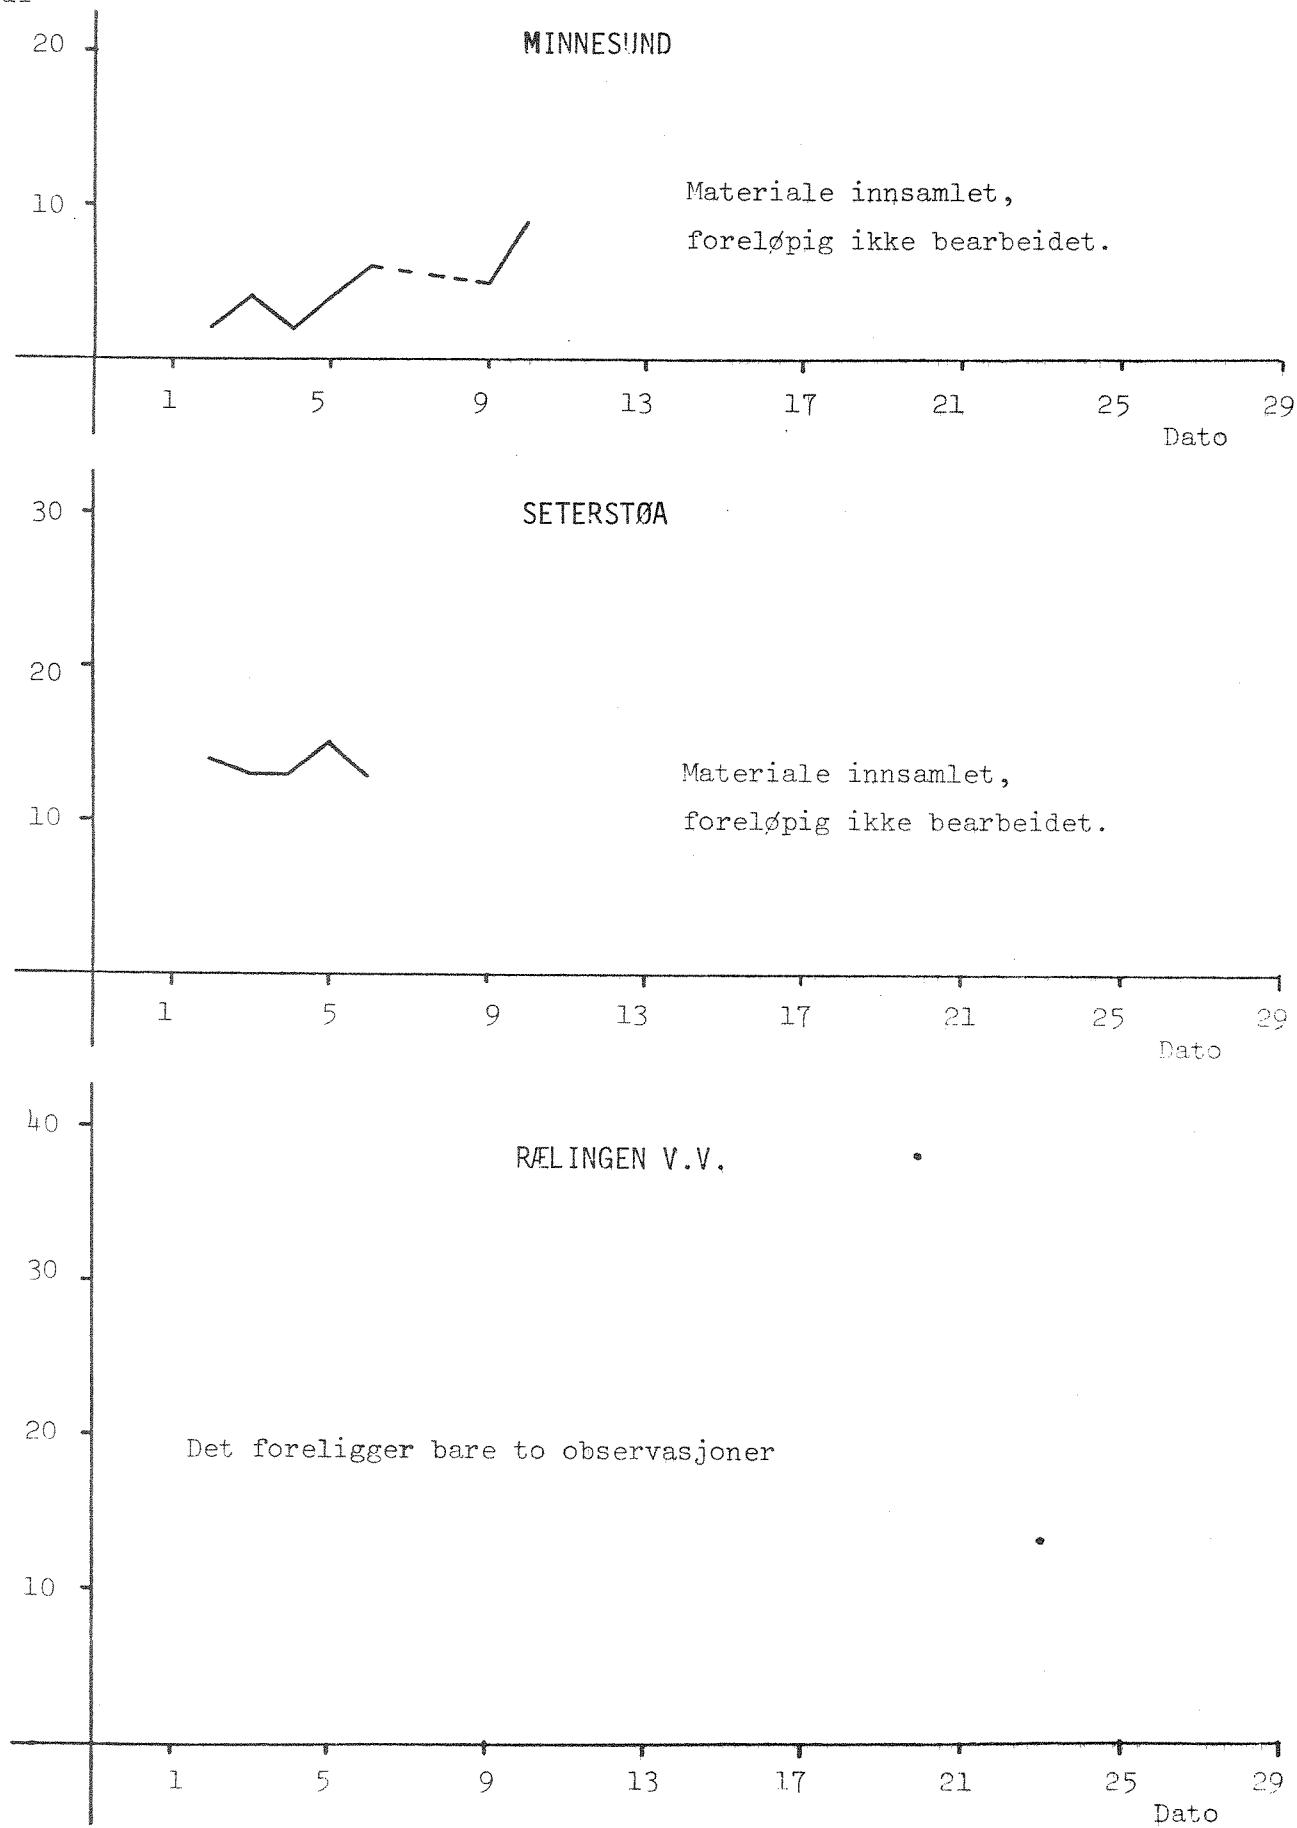 20
MINNESUND
10
Materiale innsamlet,
foreløpig ikke bearbeidet.
1 5 9 13 17 21 25 29
Dato
30
SETERSTØA
20
Materiale innsamlet,
10
foreløpig ikke bearbeidet.
1 5 9 13 17 21 25 29
Dato
40
RÆLINGEN V.V.
30
20
Det foreligger bare to observasjoner
10
1 5 9 13 17 21 25 29
Dato